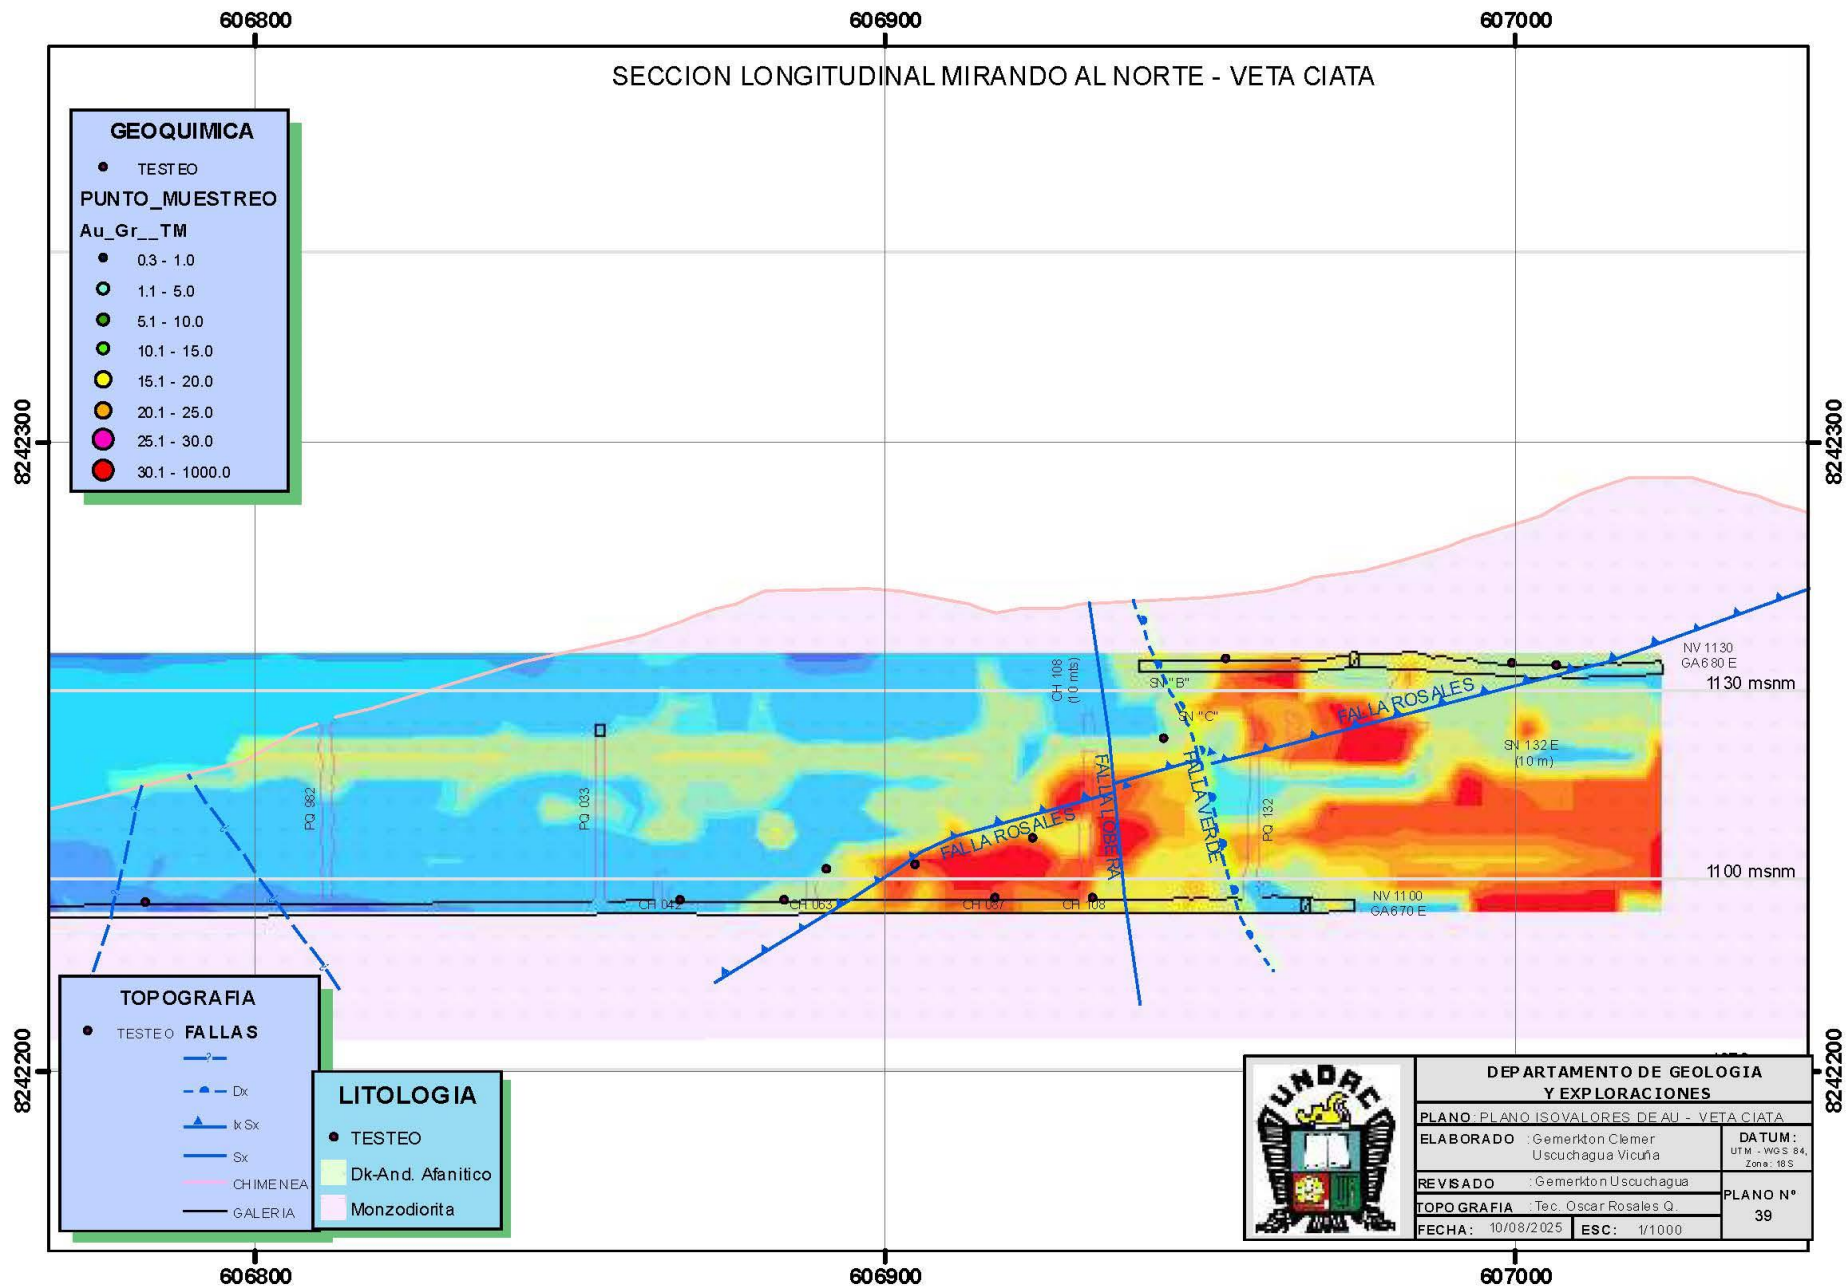 606800
606900
607000
SECCION LONGITUDINAL MIRANDO AL NORTE - VETA CIATA
GEOQUIMICA
TESTEO
PUNTO_MUESTREO
Au_Gr__TM
0.3 - 1.0
1.1 - 5.0
5.1 - 10.0
10.1 - 15.0
15.1 - 20.0
20.1 - 25.0
25.1 - 30.0
30.1 - 1000.0
8242300
8242300
NV 1130
GA 680 E
1130 msnm
CH 108
(10 mts)
SN "B"
SN "C"
FALLA ROSALES
SN 132 E
(10 m)
PQ 982
PQ 033
FALLA LOBERA
FALLA VERDE
PQ 132
FALLA ROSALES
1100 msnm
CH 042
CH 063
CH 087
CH 108
NV 1100
GA 670 E
8242200
8242200
TOPOGRAFIA
TESTEO FALLAS
?
Dx
Ix Sx
Sx
CHIMENEA
GALERIA
LITOLOGIA
TESTEO
Dk-And. Afanitico
Monzodiorita
UNDAC
DEPARTAMENTO DE GEOLOGIA
Y EXPLORACIONES
PLANO: PLANO ISOVALORES DE AU - VETA CIATA
ELABORADO : Gemerkton Clemer
Uscuchagua Vicuña
DATUM:
UTM - WGS 84,
Zona: 18 S
REVISADO : Gemerkton Uscuchagua
TOPOGRAFIA : Tec. Oscar Rosales Q.
PLANO Nº
39
FECHA: 10/08/2025 ESC: 1/1000
606800
606900
607000